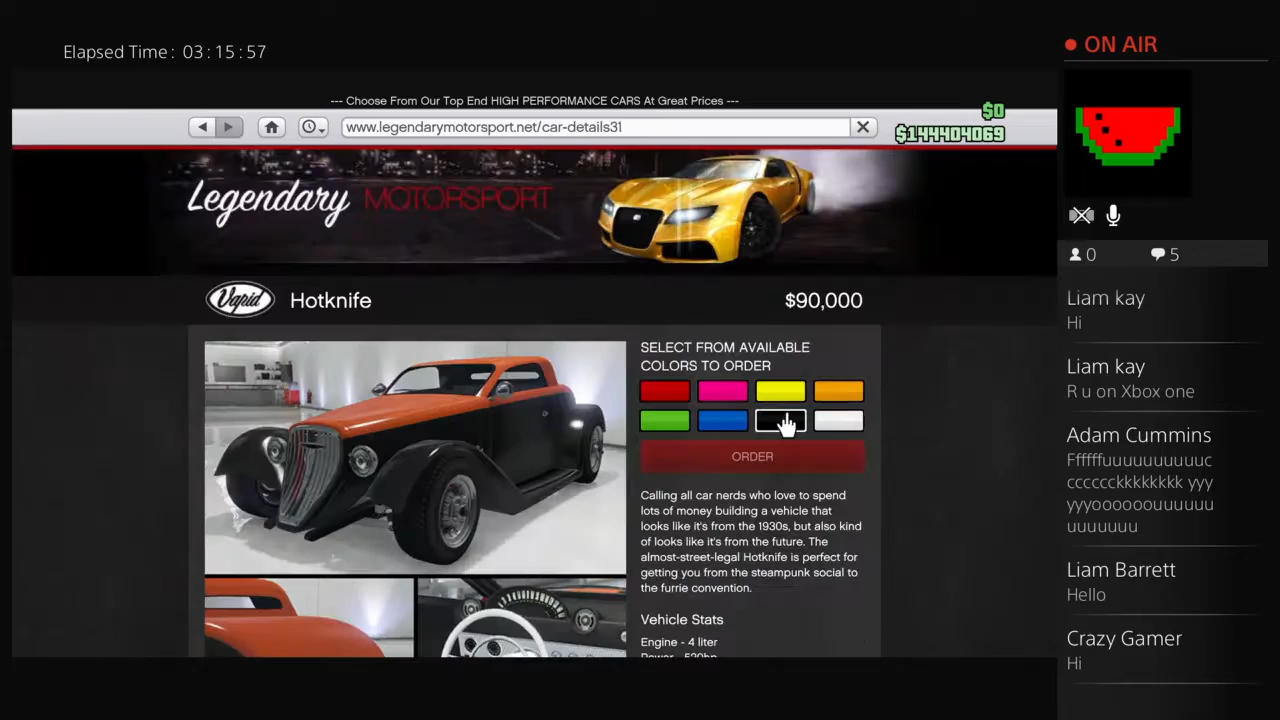 Elapsed Time: 03:15:57
--- Choose From Our Top End HIGH PERFORMANCE CARS At Great Prices ---
www.legendarymotorsport.net/car-details31
$0
$144404069
Legendary MOTORSPORT
Vapid
Hotknife
$90,000
SELECT FROM AVAILABLE
COLORS TO ORDER
ORDER
Calling all car nerds who love to spend
lots of money building a vehicle that
looks like it's from the 1930s, but also kind
of looks like it's from the future. The
almost-street-legal Hotknife is perfect for
getting you from the steampunk social to
the furrie convention.
Vehicle Stats
Engine - 4 liter
ON AIR
0
5
Liam kay
Hi
Liam kay
R u on Xbox one
Adam Cummins
Ffffffuuuuuuuuuuc
ccccccckkkkkkkk yyy
yyyoooooouuuuuu
uuuuuuu
Liam Barrett
Hello
Crazy Gamer
Hi